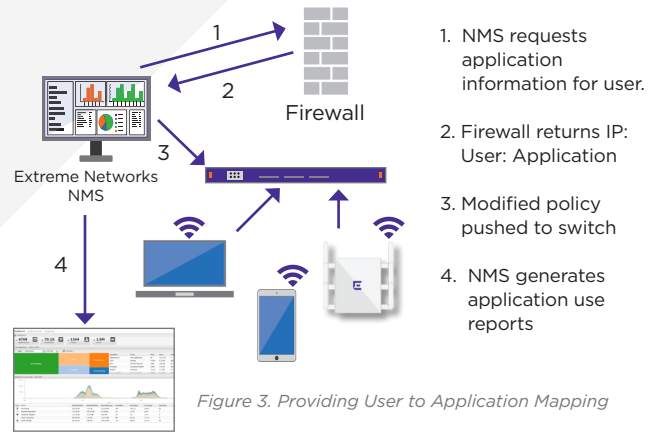 1
2
Firewall
3
Extreme Networks
NMS
4
1. NMS requests
application
information for user.
2. Firewall returns IP:
User: Application
3. Modified policy
pushed to switch
4. NMS generates
application use
reports
Figure 3. Providing User to Application Mapping